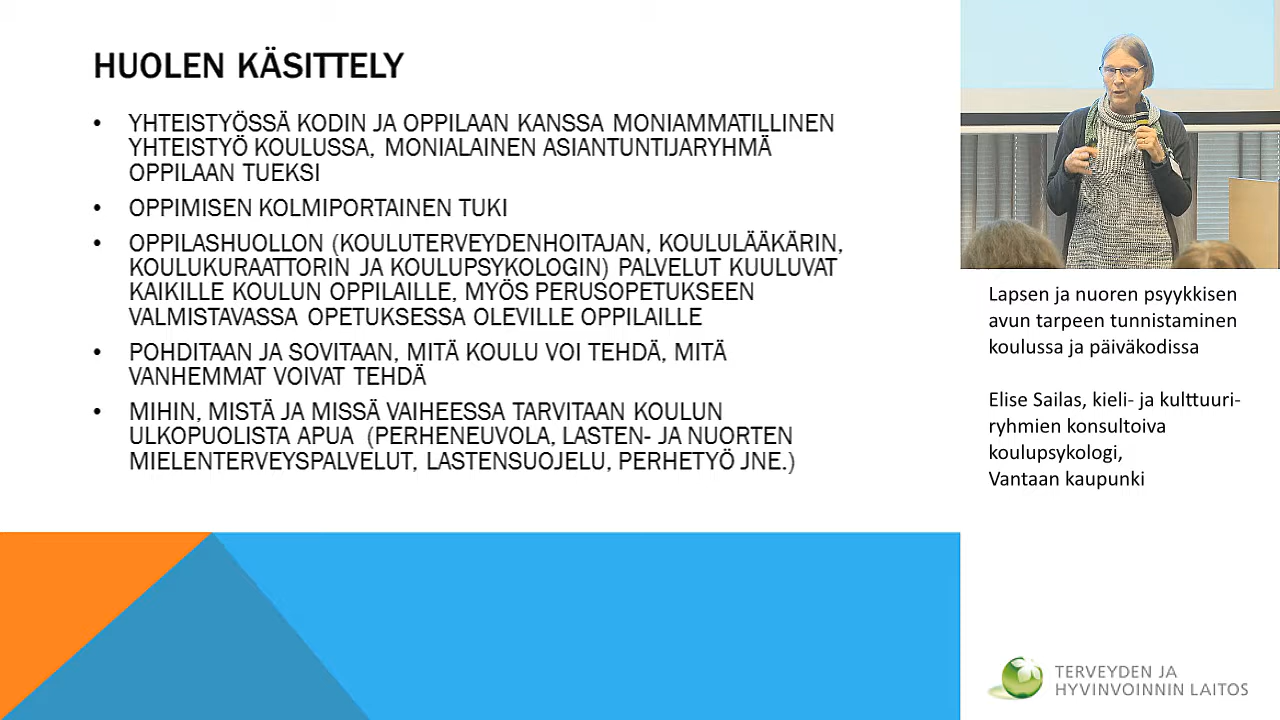 HUOLEN KÄSITTELY
• YHTEISTYÖSSÄ KODIN JA OPPILAAN KANSSA MONIAMMATILLINEN
YHTEISTYÖ KOULUSSA, MONIALAINEN ASIANTUNTIJARYHMÄ
OPPILAAN TUEKSI
• OPPIMISEN KOLMIPORTAINEN TUKI
• OPPILASHUOLLON (KOULUTERVEYDENHOITAJAN, KOULULÄÄKÄRIN,
KOULUKURAATTORIN JA KOULUPSYKOLOGIN) PALVELUT KUULUVAT
KAIKILLE KOULUN OPPILAILLE, MYÖS PERUSOPETUKSEEN
VALMISTAVASSA OPETUKSESSA OLEVILLE OPPILAILLE
• POHDITAAN JA SOVITAAN, MITÄ KOULU VOI TEHDÄ, MITÄ
VANHEMMAT VOIVAT TEHDÄ
• MIHIN, MISTÄ JA MISSÄ VAIHEESSA TARVITAAN KOULUN
ULKOPUOLISTA APUA (PERHENEUVOLA, LASTEN- JA NUORTEN
MIELENTERVEYSPALVELUT, LASTENSUOJELU, PERHETYÖ JNE.)
Lapsen ja nuoren psyykkisen
avun tarpeen tunnistaminen
koulussa ja päiväkodissa
Elise Sailas, kieli- ja kulttuuri-
ryhmien konsultoiva
koulupsykologi,
Vantaan kaupunki
TERVEYDEN JA
HYVINVOINNIN LAITOS